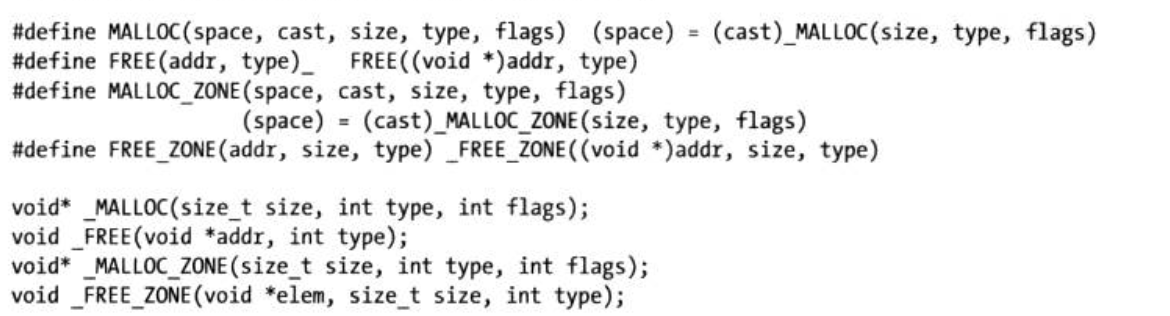 #define MALLOC(space, cast, size, type, flags)  (space) = (cast)_MALLOC(size, type, flags)
#define FREE(addr, type)_   FREE((void *)addr, type)
#define MALLOC_ZONE(space, cast, size, type, flags)
                   (space) = (cast)_MALLOC_ZONE(size, type, flags)
#define FREE_ZONE(addr, size, type) _FREE_ZONE((void *)addr, size, type)

void* _MALLOC(size_t size, int type, int flags);
void _FREE(void *addr, int type);
void* _MALLOC_ZONE(size_t size, int type, int flags);
void _FREE_ZONE(void *elem, size_t size, int type);